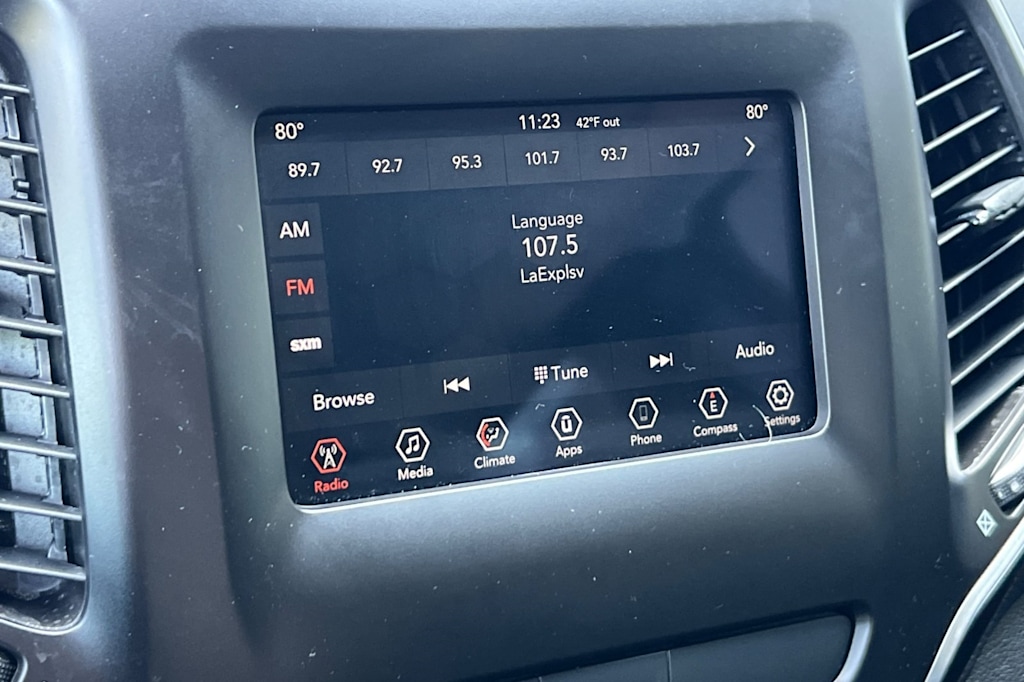 80° 11:23 42°F out 80°
89.7 92.7 95.3 101.7 93.7 103.7
AM
Language
107.5
FM
LaExplsv
sxm
Browse Tune Audio
Radio Media Climate Apps Phone E Compass Settings